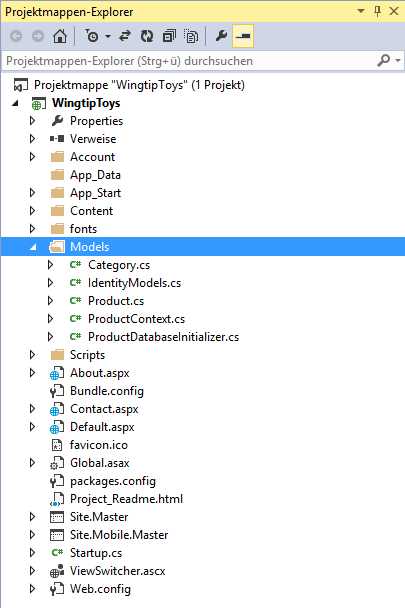 Projektmappen-Explorer
Projektmappen-Explorer (Strg+ü) durchsuchen
Projektmappe "WingtipToys" (1 Projekt)
WingtipToys
Properties
Verweise
Account
App_Data
App_Start
Content
fonts
Models
C# Category.cs
C# IdentityModels.cs
C# Product.cs
C# ProductContext.cs
C# ProductDatabaseInitializer.cs
Scripts
About.aspx
Bundle.config
Contact.aspx
Default.aspx
favicon.ico
Global.asax
packages.config
Project_Readme.html
Site.Master
Site.Mobile.Master
C# Startup.cs
ViewSwitcher.ascx
Web.config